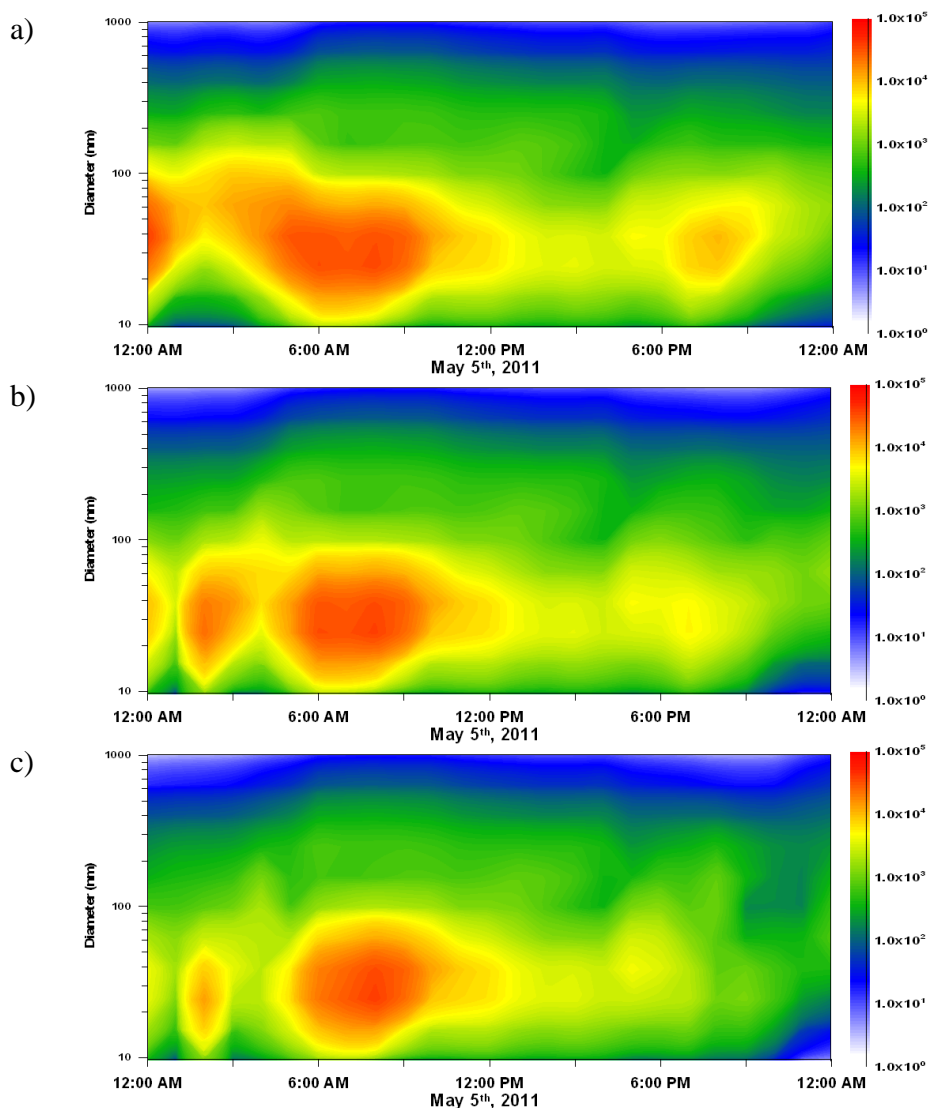 a)
1000
100
10
Diameter (nm)
12:00 AM 6:00 AM 12:00 PM 6:00 PM 12:00 AM
May 5th, 2011
1.0x10⁵
1.0x10⁴
1.0x10³
1.0x10²
1.0x10¹
1.0x10⁰
b)
1000
100
10
Diameter (nm)
12:00 AM 6:00 AM 12:00 PM 6:00 PM 12:00 AM
May 5th, 2011
1.0x10⁵
1.0x10⁴
1.0x10³
1.0x10²
1.0x10¹
1.0x10⁰
c)
1000
100
10
Diameter (nm)
12:00 AM 6:00 AM 12:00 PM 6:00 PM 12:00 AM
May 5th, 2011
1.0x10⁵
1.0x10⁴
1.0x10³
1.0x10²
1.0x10¹
1.0x10⁰